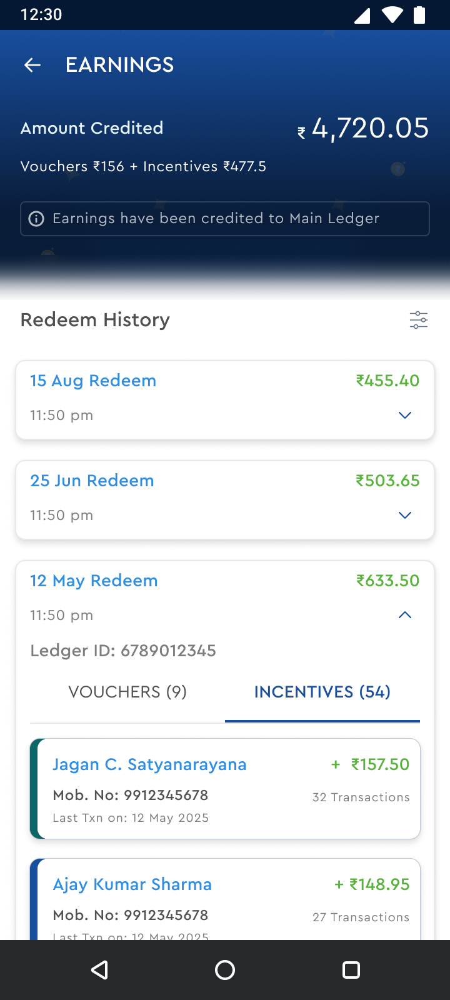 12:30
EARNINGS
Amount Credited ₹ 4,720.05
Vouchers ₹156 + Incentives ₹477.5
Earnings have been credited to Main Ledger
Redeem History
15 Aug Redeem ₹455.40
11:50 pm
25 Jun Redeem ₹503.65
11:50 pm
12 May Redeem ₹633.50
11:50 pm
Ledger ID: 6789012345
VOUCHERS (9) INCENTIVES (54)
Jagan C. Satyanarayana + ₹157.50
Mob. No: 9912345678 32 Transactions
Last Txn on: 12 May 2025
Ajay Kumar Sharma + ₹148.95
Mob. No: 9912345678 27 Transactions
Last Txn on: 12 May 2025